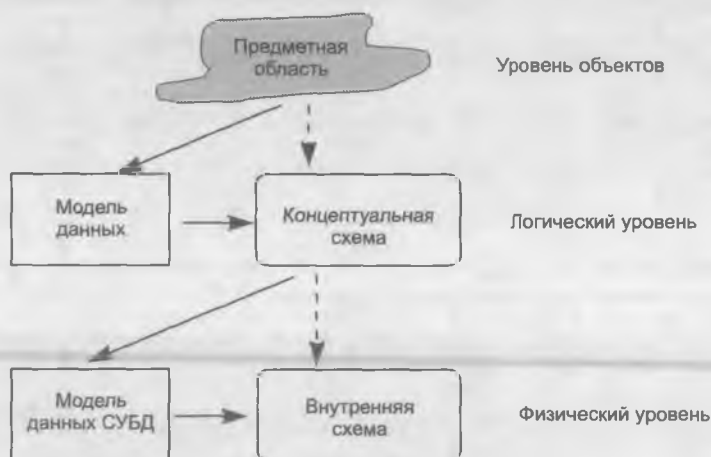 Предметная
область
Уровень объектов
Модель
данных
Концептуальная
схема
Логический уровень
Модель
данных СУБД
Внутренняя
схема
Физический уровень